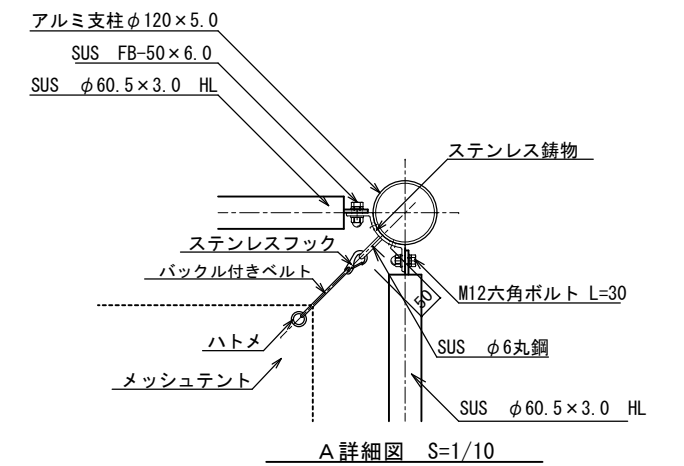 アルミ支柱φ120×5.0
SUS FB-50×6.0
SUS φ60.5×3.0 HL
ステンレス鋳物
ステンレスフック
バックル付きベルト
M12六角ボルト L=30
50
ハトメ
SUS φ6丸鋼
メッシュテント
SUS φ60.5×3.0 HL
A詳細図 S=1/10